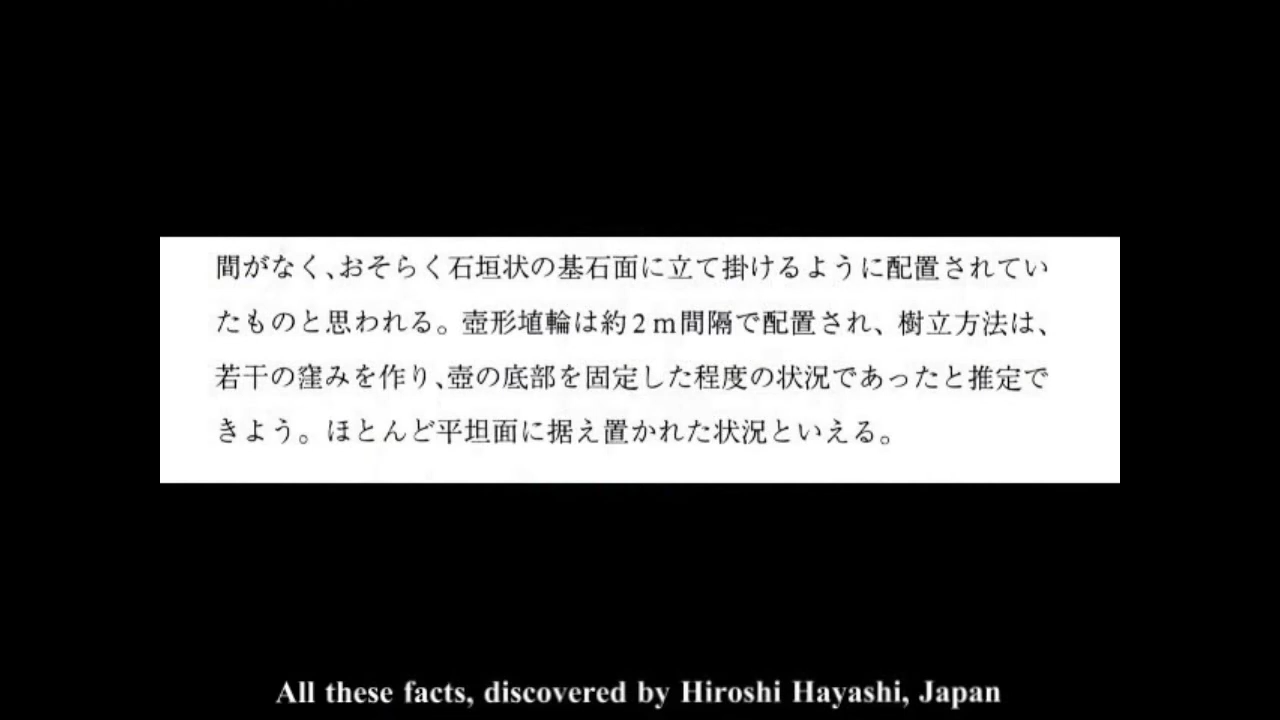 間がなく、おそらく石垣状の基石面に立て掛けるように配置されてい
たものと思われる。壺形埴輪は約2m間隔で配置され、樹立方法は、
若干の窪みを作り、壺の底部を固定した程度の状況であったと推定で
きよう。ほとんど平坦面に据え置かれた状況といえる。
All these facts, discovered by Hiroshi Hayashi, Japan